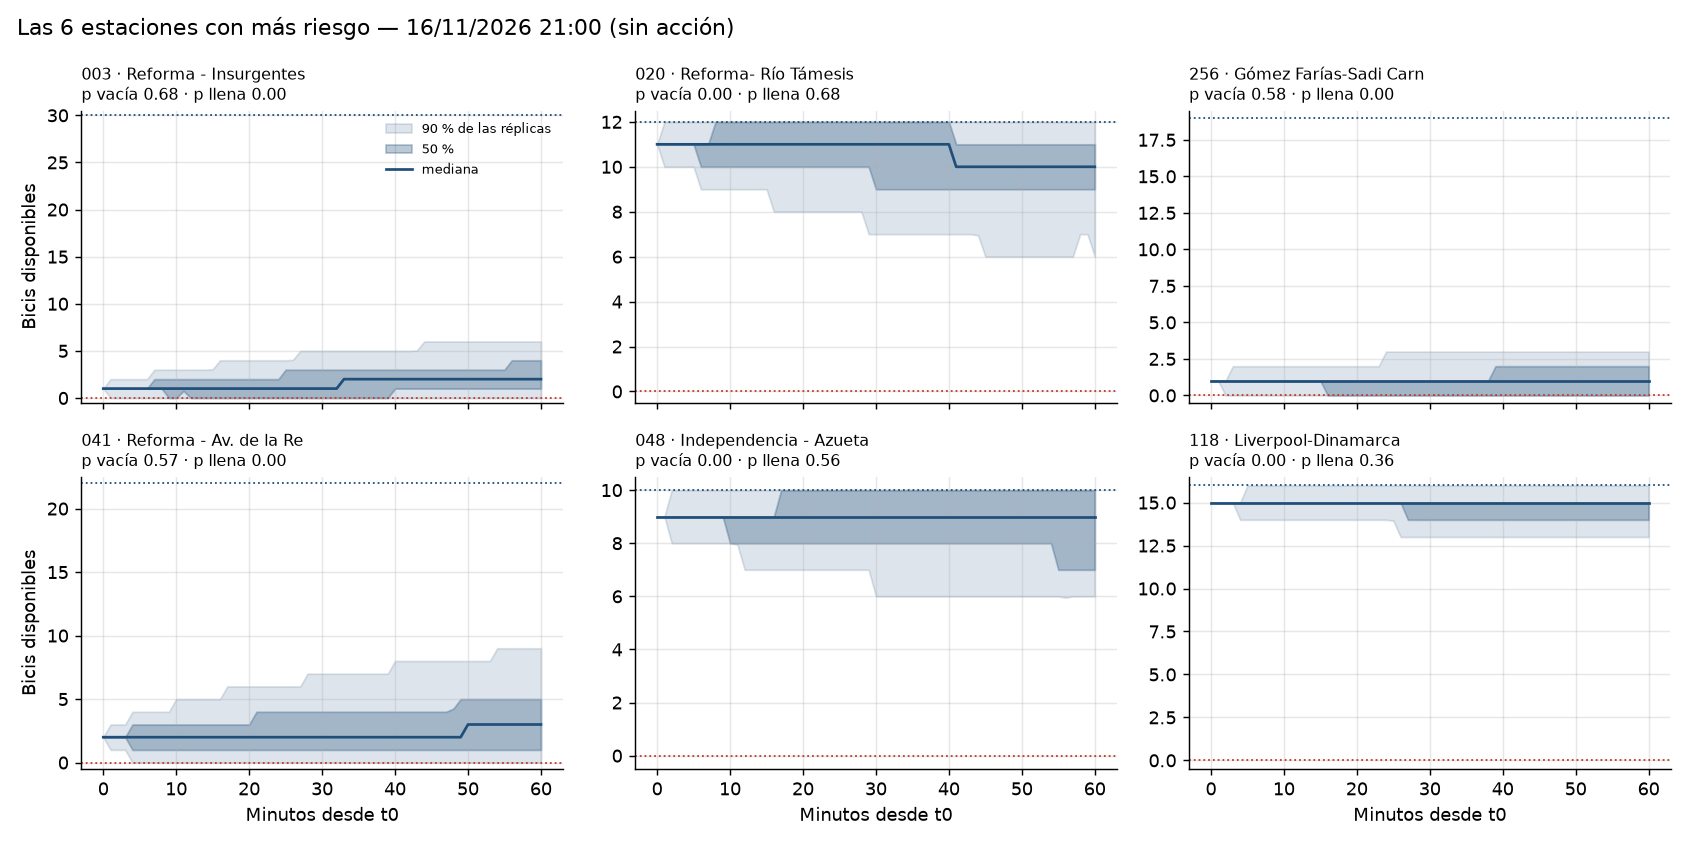 Las 6 estaciones con más riesgo — 16/11/2026 21:00 (sin acción)
003 · Reforma - Insurgentes
p vacía 0.68 · p llena 0.00
020 · Reforma- Río Támesis
p vacía 0.00 · p llena 0.68
256 · Gómez Farías-Sadi Carn
p vacía 0.58 · p llena 0.00
Bicis disponibles
30
25
20
15
10
5
0
90 % de las réplicas
50 %
mediana
12
10
8
6
4
2
0
17.5
15.0
12.5
10.0
7.5
5.0
2.5
0.0
041 · Reforma - Av. de la Re
p vacía 0.57 · p llena 0.00
048 · Independencia - Azueta
p vacía 0.00 · p llena 0.56
118 · Liverpool-Dinamarca
p vacía 0.00 · p llena 0.36
Bicis disponibles
20
15
10
5
0
10
8
6
4
2
0
15.0
12.5
10.0
7.5
5.0
2.5
0.0
0 10 20 30 40 50 60
0 10 20 30 40 50 60
0 10 20 30 40 50 60
Minutos desde t0
Minutos desde t0
Minutos desde t0